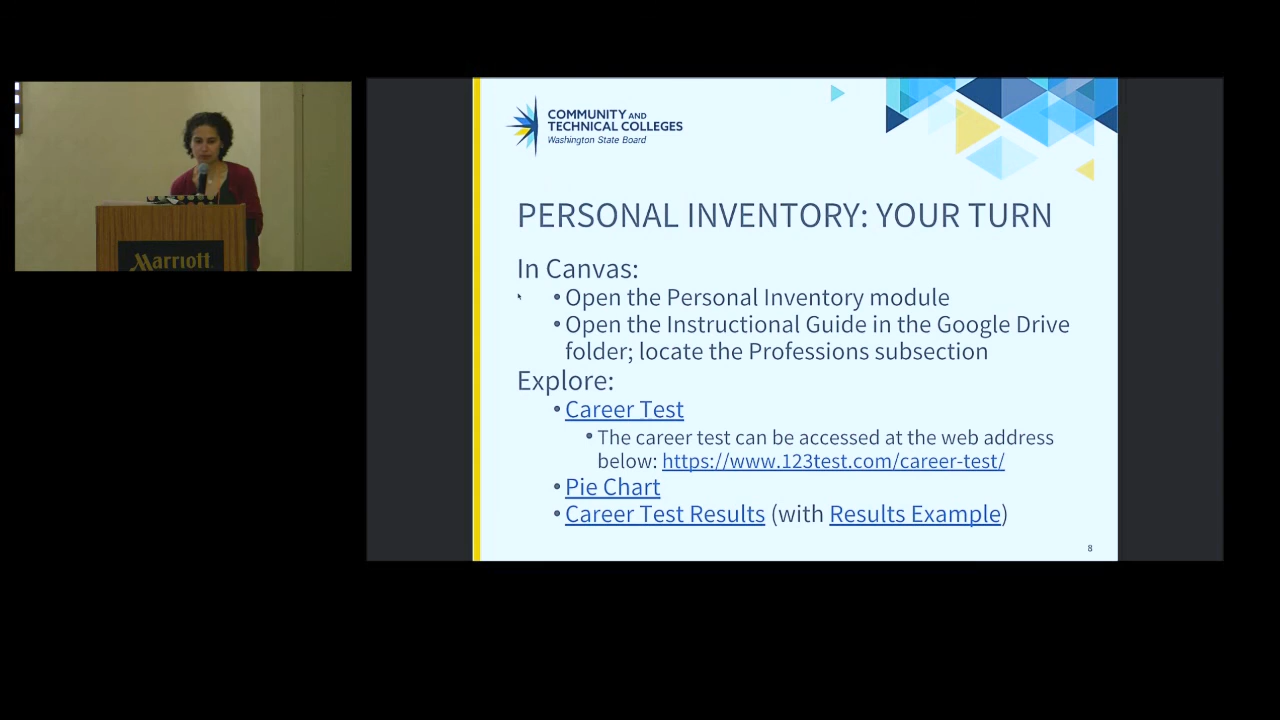 COMMUNITY AND
TECHNICAL COLLEGES
Washington State Board
PERSONAL INVENTORY: YOUR TURN
In Canvas:
•Open the Personal Inventory module
•Open the Instructional Guide in the Google Drive
folder; locate the Professions subsection
Explore:
•Career Test
•The career test can be accessed at the web address
below: https://www.123test.com/career-test/
•Pie Chart
•Career Test Results (with Results Example)
8
Marriott